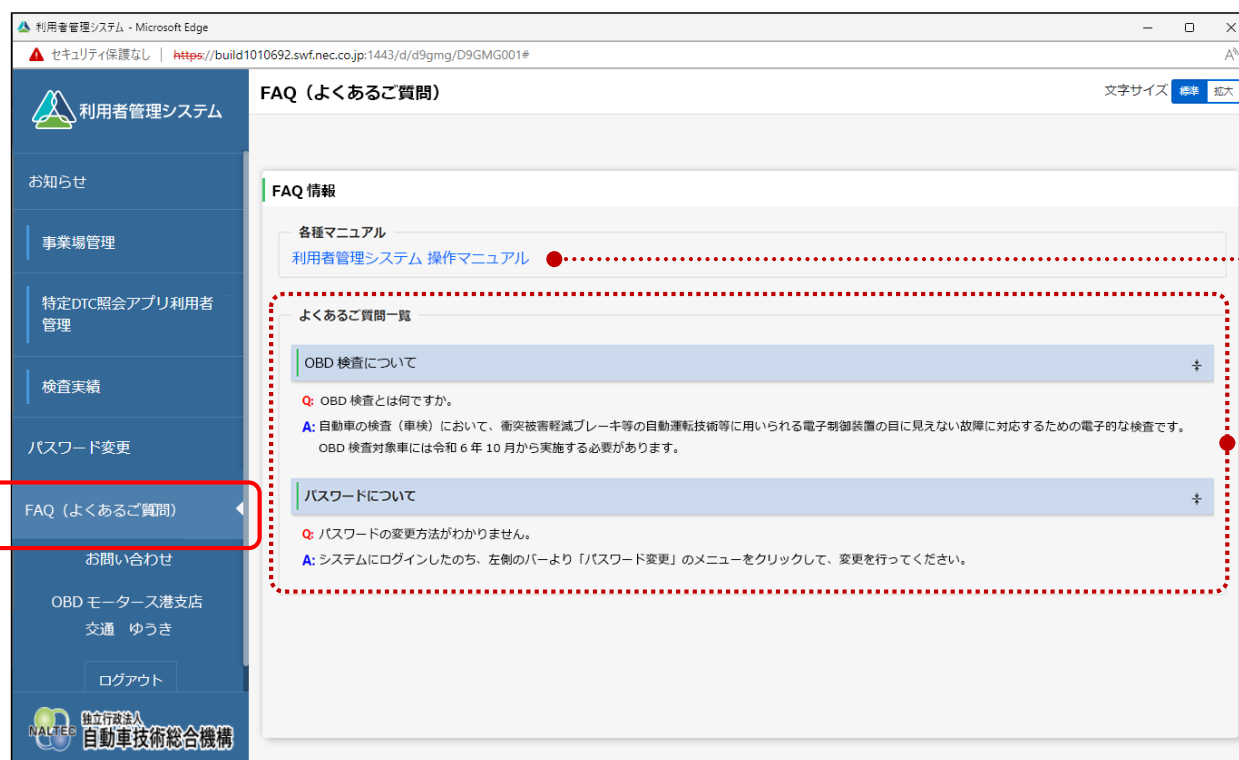 利用者管理システム - Microsoft Edge
セキュリティ保護なし | https://build1010692.swf.nec.co.jp:1443/d/d9gmg/D9GMG001#
利用者管理システム
FAQ（よくあるご質問）
文字サイズ 標準 拡大
お知らせ
事業場管理
特定DTC照会アプリ利用者
管理
検査実績
パスワード変更
FAQ（よくあるご質問）
お問い合わせ
OBD モータース港支店
交通 ゆうき
ログアウト
NALTEC 独立行政法人
自動車技術総合機構
FAQ 情報
各種マニュアル
利用者管理システム 操作マニュアル
よくあるご質問一覧
OBD 検査について
Q: OBD 検査とは何ですか。
A: 自動車の検査（車検）において、衝突被害軽減ブレーキ等の自動運転技術等に用いられる電子制御装置の目に見えない故障に対応するための電子的な検査です。
OBD 検査対象車には令和 6 年 10 月から実施する必要があります。
パスワードについて
Q: パスワードの変更方法がわかりません。
A: システムにログインしたのち、左側のバーより「パスワード変更」のメニューをクリックして、変更を行ってください。